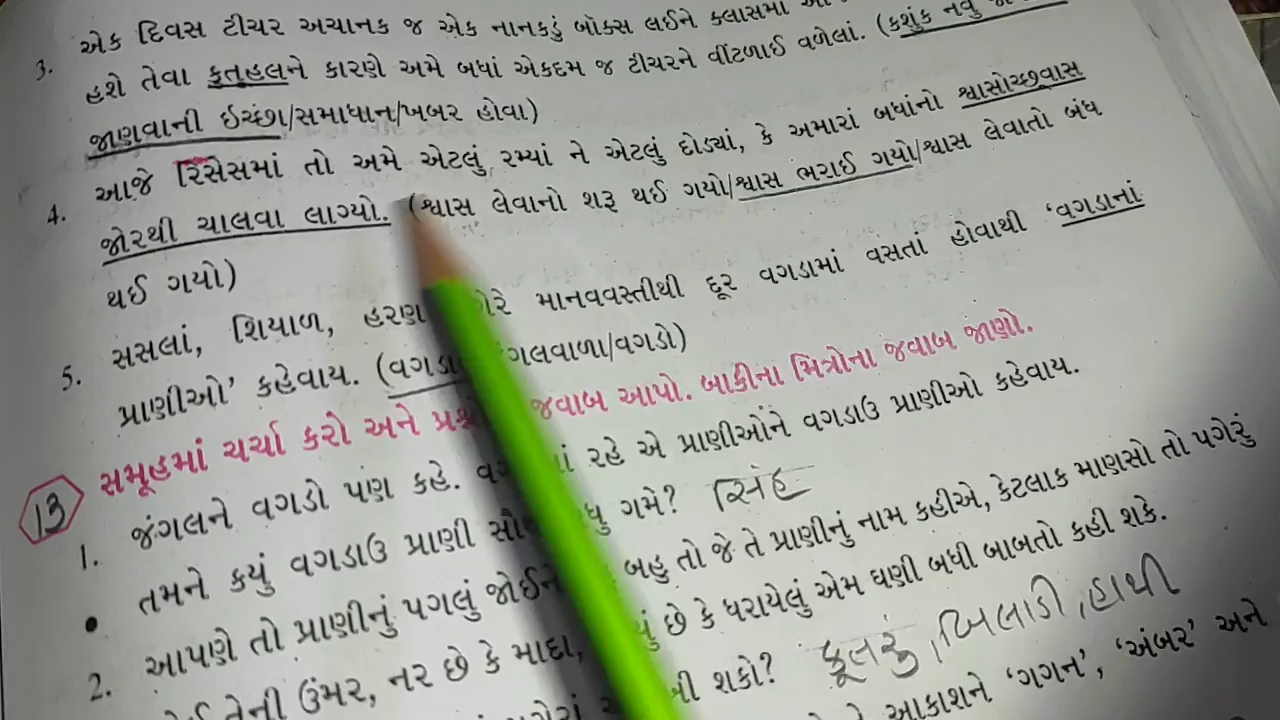 3. એક દિવસ ટીચર અચાનક જ એક નાનકડું બૉક્સ લઈને ક્લાસમાં
હશે તેવા કુતૂહલને કારણે અમે બધાં એકદમ જ ટીચરને વીંટળાઈ વળેલાં. (કશુંક નવું
જાણવાની ઈચ્છા/સમાધાન/ખબર હોવા)
4. આજે રિસેસમાં તો અમે એટલું રમ્યાં ને એટલું દોડ્યાં, કે અમારાં બધાંનો શ્વાસોચ્છવાસ
જોરથી ચાલવા લાગ્યો. (શ્વાસ લેવાનો શરૂ થઈ ગયો/શ્વાસ ભરાઈ ગયો/શ્વાસ લેવાતો બંધ
થઈ ગયો)
5. સસલાં, શિયાળ, હરણ માનવવસ્તીથી દૂર વગડામાં વસતાં હોવાથી ‘વગડાનાં
પ્રાણીઓ’ કહેવાય. (વગડા ગલવાળા/વગડો)
13 સમૂહમાં ચર્ચા કરો અને જવાબ આપો. બાકીના મિત્રોના જવાબ જાણો.
1. જંગલને વગડો પણ કહે. રહે એ પ્રાણીઓને વગડાઉ પ્રાણીઓ કહેવાય.
• તમને કયું વગડાઉ પ્રાણી ગમે? સિંહ
2. આપણે તો પ્રાણીનું પગલું જોઈને બહુ તો જે તે પ્રાણીનું નામ કહીએ, કેટલાક માણસો તો પગેરું
તેની ઉંમર, નર છે કે માદા, છે કે ધરાયેલું એમ ઘણી બધી બાબતો કહી શકે.
શકો? કૂતરું, બિલાડી, હાથી
આકાશને ‘ગગન’, ‘અંબર’ અને